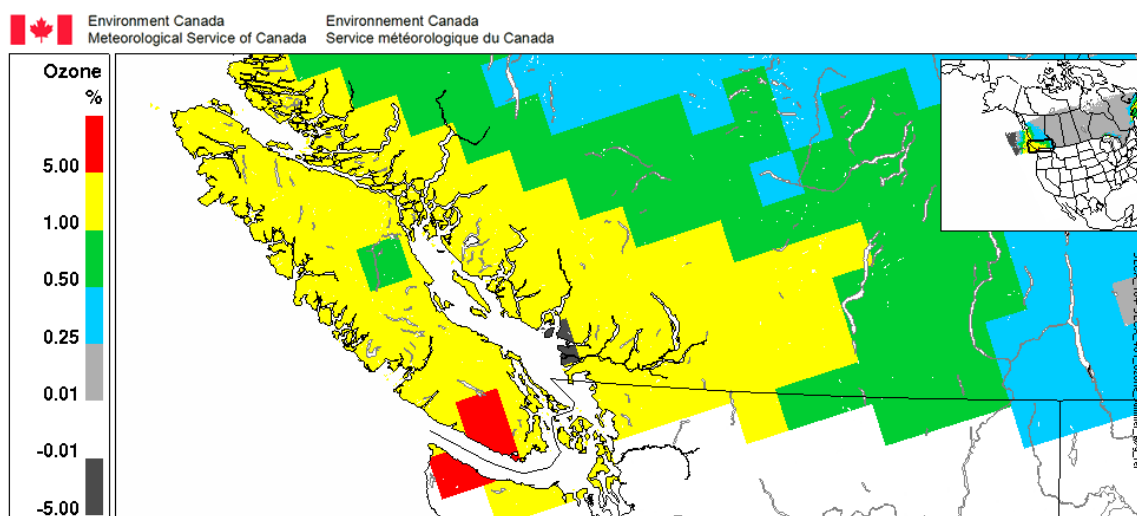 Environment Canada
Meteorological Service of Canada
Environnement Canada
Service météorologique du Canada
Ozone
%
5.00
1.00
0.50
0.25
0.01
-0.01
-5.00